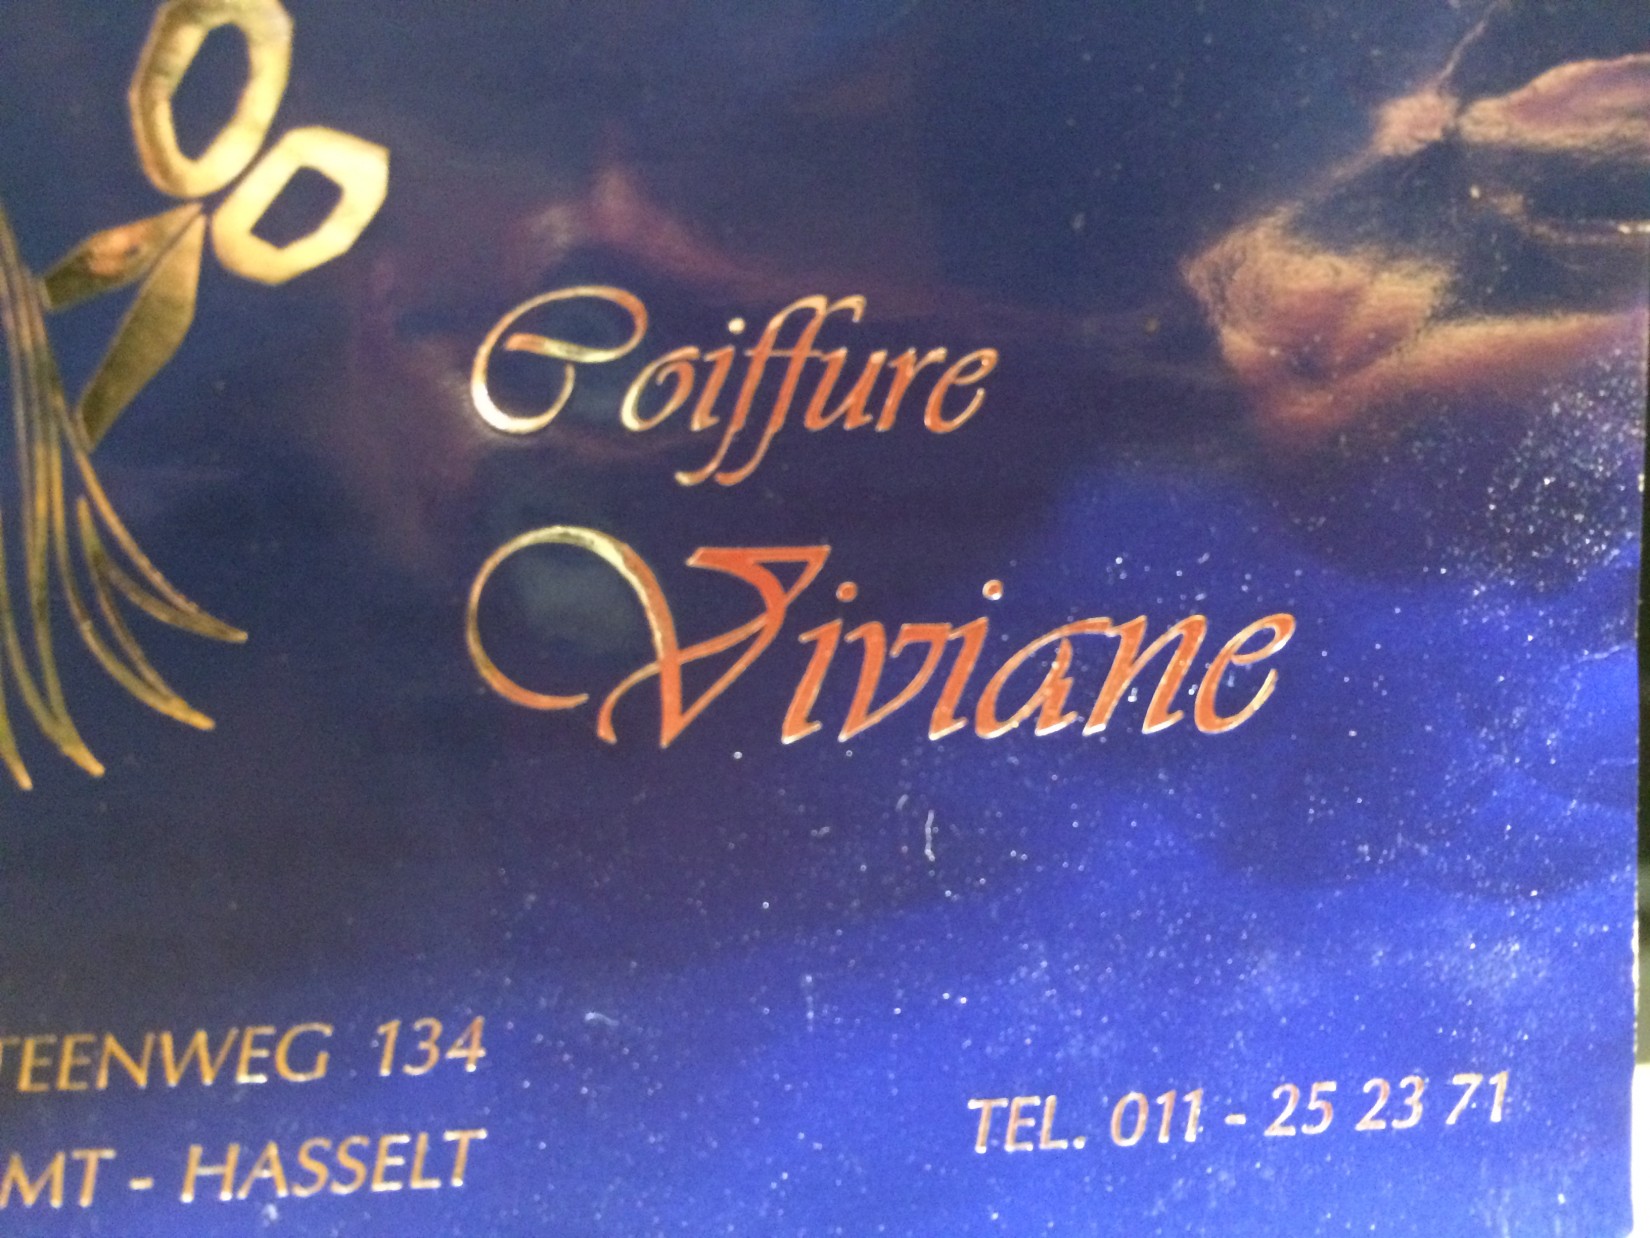 Coiffure
Viviane
TEENWEG 134
MT - HASSELT
TEL. 011 - 25 23 71